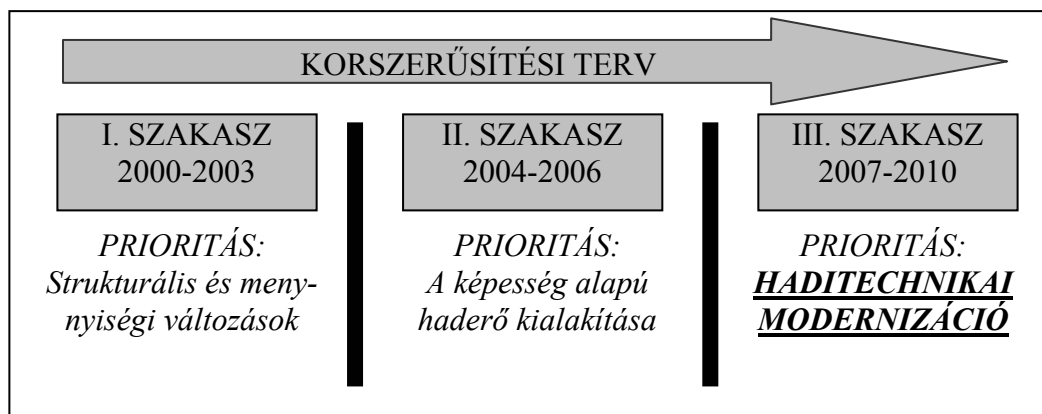 KORSZERŰSÍTÉSI TERV
I. SZAKASZ
2000-2003
PRIORITÁS:
Strukturális és meny-
nyiségi változások
II. SZAKASZ
2004-2006
PRIORITÁS:
A képesség alapú
haderő kialakítása
III. SZAKASZ
2007-2010
PRIORITÁS:
HADITECHNIKAI
MODERNIZÁCIÓ